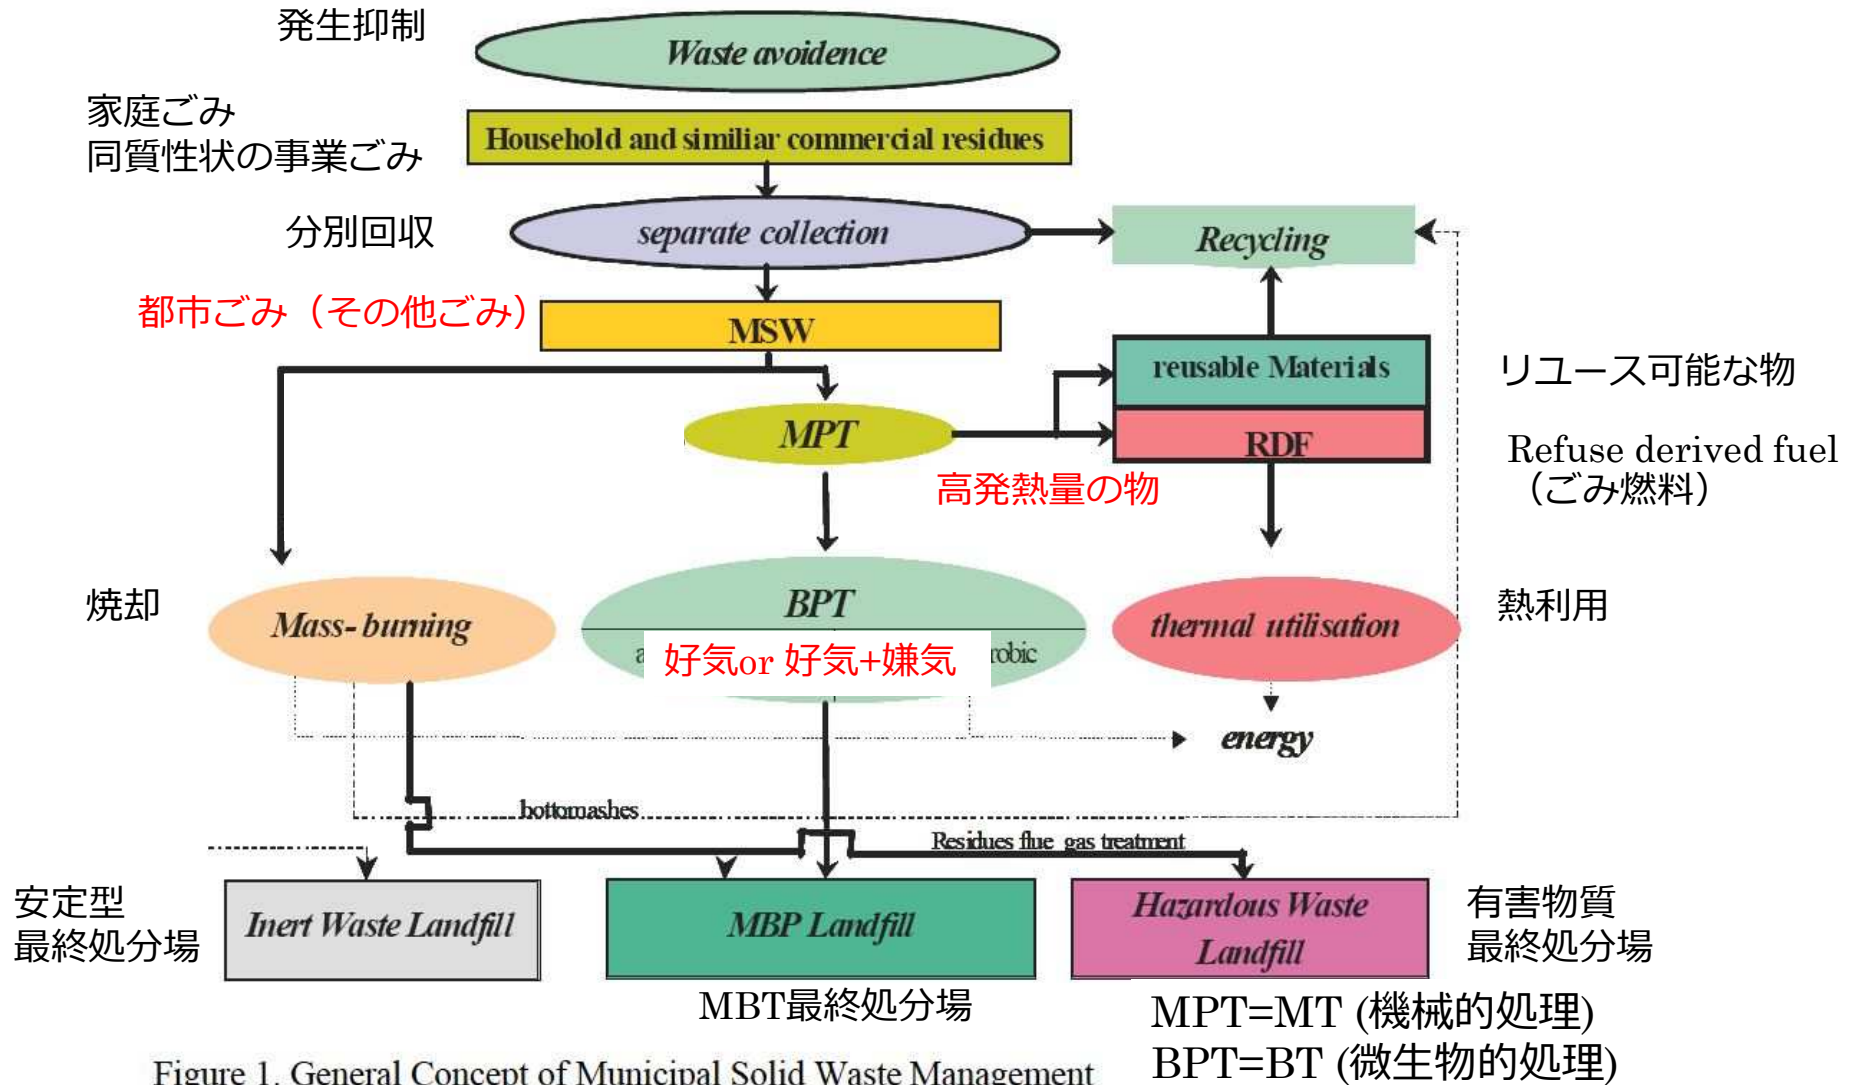 発生抑制
Waste avoidence
家庭ごみ
同質性状の事業ごみ
Household and similiar commercial residues
分別回収
separate collection
Recycling
都市ごみ（その他ごみ）
MSW
reusable Materials
リユース可能な物
MPT
RDF
Refuse derived fuel
（ごみ燃料）
高発熱量の物
焼却
Mass- burning
BPT
好気or 好気+嫌気
robic
thermal utilisation
熱利用
energy
bottomashes
Residues flue gas treatment
安定型
最終処分場
Inert Waste Landfill
MBP Landfill
Hazardous Waste
Landfill
有害物質
最終処分場
MBT最終処分場
MPT=MT (機械的処理)
BPT=BT (微生物的処理)
Figure 1. General Concept of Municipal Solid Waste Management